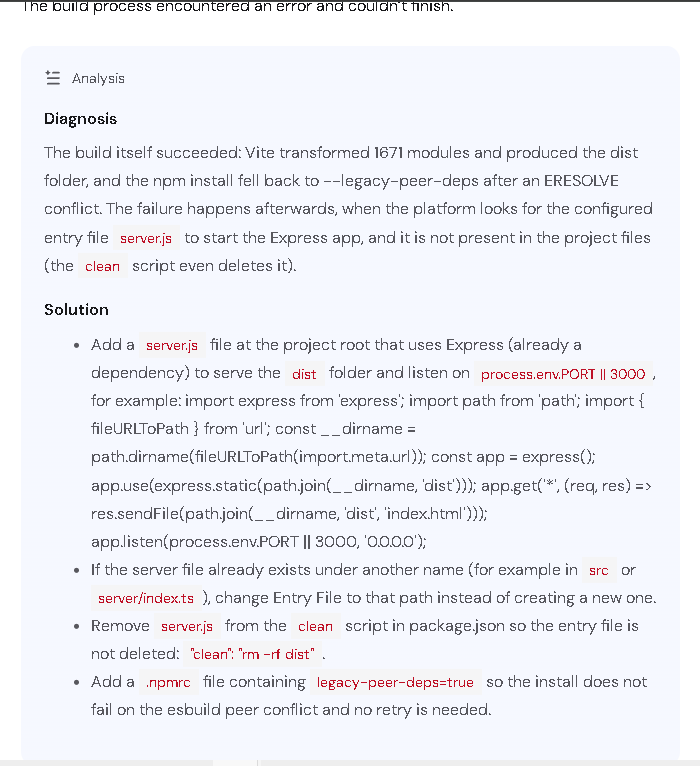 The build process encountered an error and couldn't finish.
Analysis
Diagnosis
The build itself succeeded: Vite transformed 1671 modules and produced the dist
folder, and the npm install fell back to --legacy-peer-deps after an ERESOLVE
conflict. The failure happens afterwards, when the platform looks for the configured
entry file server.js to start the Express app, and it is not present in the project files
(the clean script even deletes it).
Solution
• Add a server.js file at the project root that uses Express (already a
dependency) to serve the dist folder and listen on process.env.PORT || 3000 ,
for example: import express from 'express'; import path from 'path'; import {
fileURLToPath } from 'url'; const __dirname =
path.dirname(fileURLToPath(import.meta.url)); const app = express();
app.use(express.static(path.join(__dirname, 'dist'))); app.get('*', (req, res) =>
res.sendFile(path.join(__dirname, 'dist', 'index.html')));
app.listen(process.env.PORT || 3000, '0.0.0.0');
• If the server file already exists under another name (for example in src or
server/index.ts ), change Entry File to that path instead of creating a new one.
• Remove server.js from the clean script in package.json so the entry file is
not deleted: "clean": "rm -rf dist" .
• Add a .npmrc file containing legacy-peer-deps=true so the install does not
fail on the esbuild peer conflict and no retry is needed.